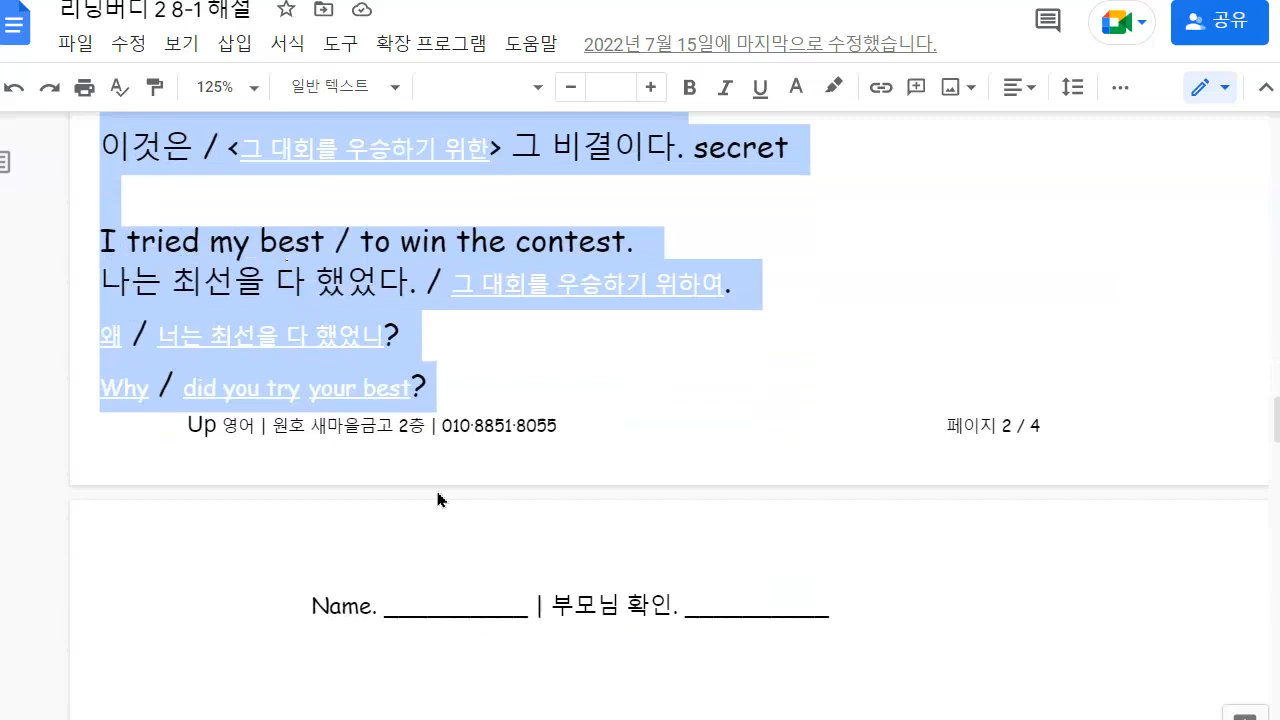 리닝버디 2 8-1 해설
공유
파일 수정 보기 삽입 서식 도구 확장 프로그램 도움말 2022년 7월 15일에 마지막으로 수정했습니다.
125% 일반 텍스트 − + B I U A
이것은 / <그 대회를 우승하기 위한> 그 비결이다. secret
I tried my best / to win the contest.
나는 최선을 다 했었다. / 그 대회를 우승하기 위하여.
왜 / 너는 최선을 다 했었니?
Why / did you try your best?
Up 영어 | 원호 새마을금고 2층 | 010·8851·8055 페이지 2 / 4
Name. __________ | 부모님 확인. __________